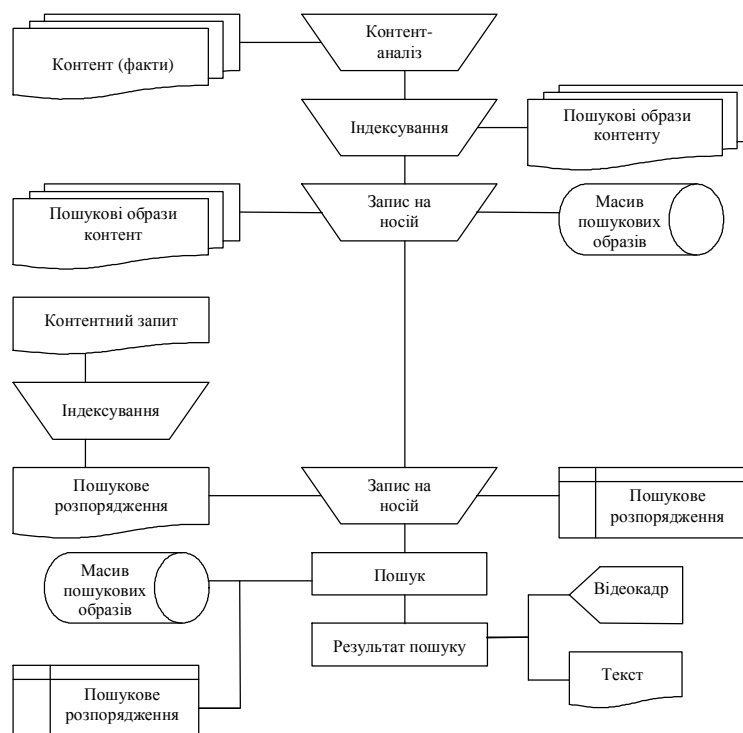 Контент (факти)
Контент-
аналіз
Індексування
Пошукові образи
контенту
Пошукові образи
контент
Запис на
носій
Масив
пошукових
образів
Контентний запит
Індексування
Пошукове
розпорядження
Запис на
носій
Пошукове
розпорядження
Масив
пошукових
образів
Пошук
Відеокадр
Результат пошуку
Текст
Пошукове
розпорядження